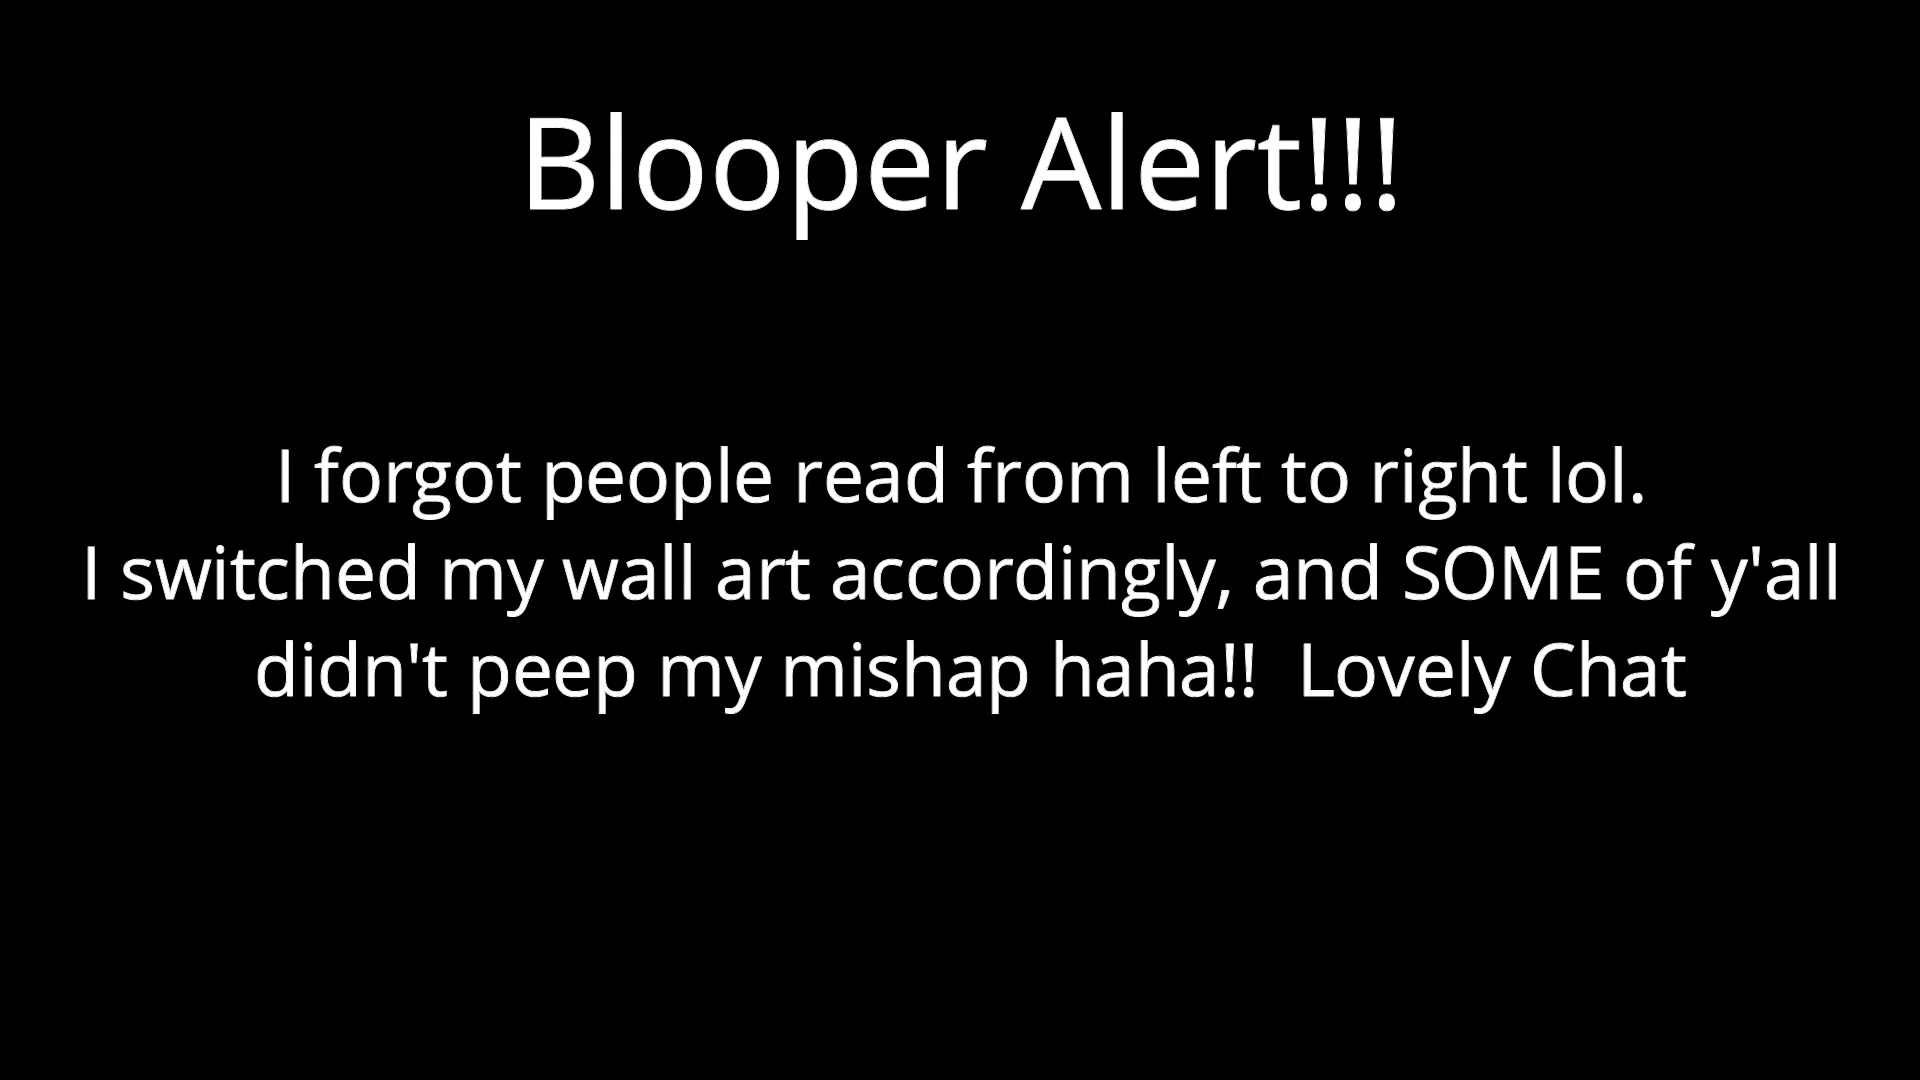 Blooper Alert!!!
I forgot people read from left to right lol.
I switched my wall art accordingly, and SOME of y'all
didn't peep my mishap haha!!  Lovely Chat